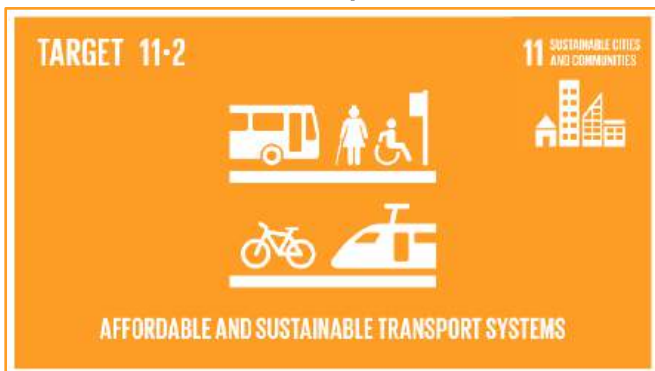 TARGET 11·2
11 SUSTAINABLE CITIES
AND COMMUNITIES
AFFORDABLE AND SUSTAINABLE TRANSPORT SYSTEMS